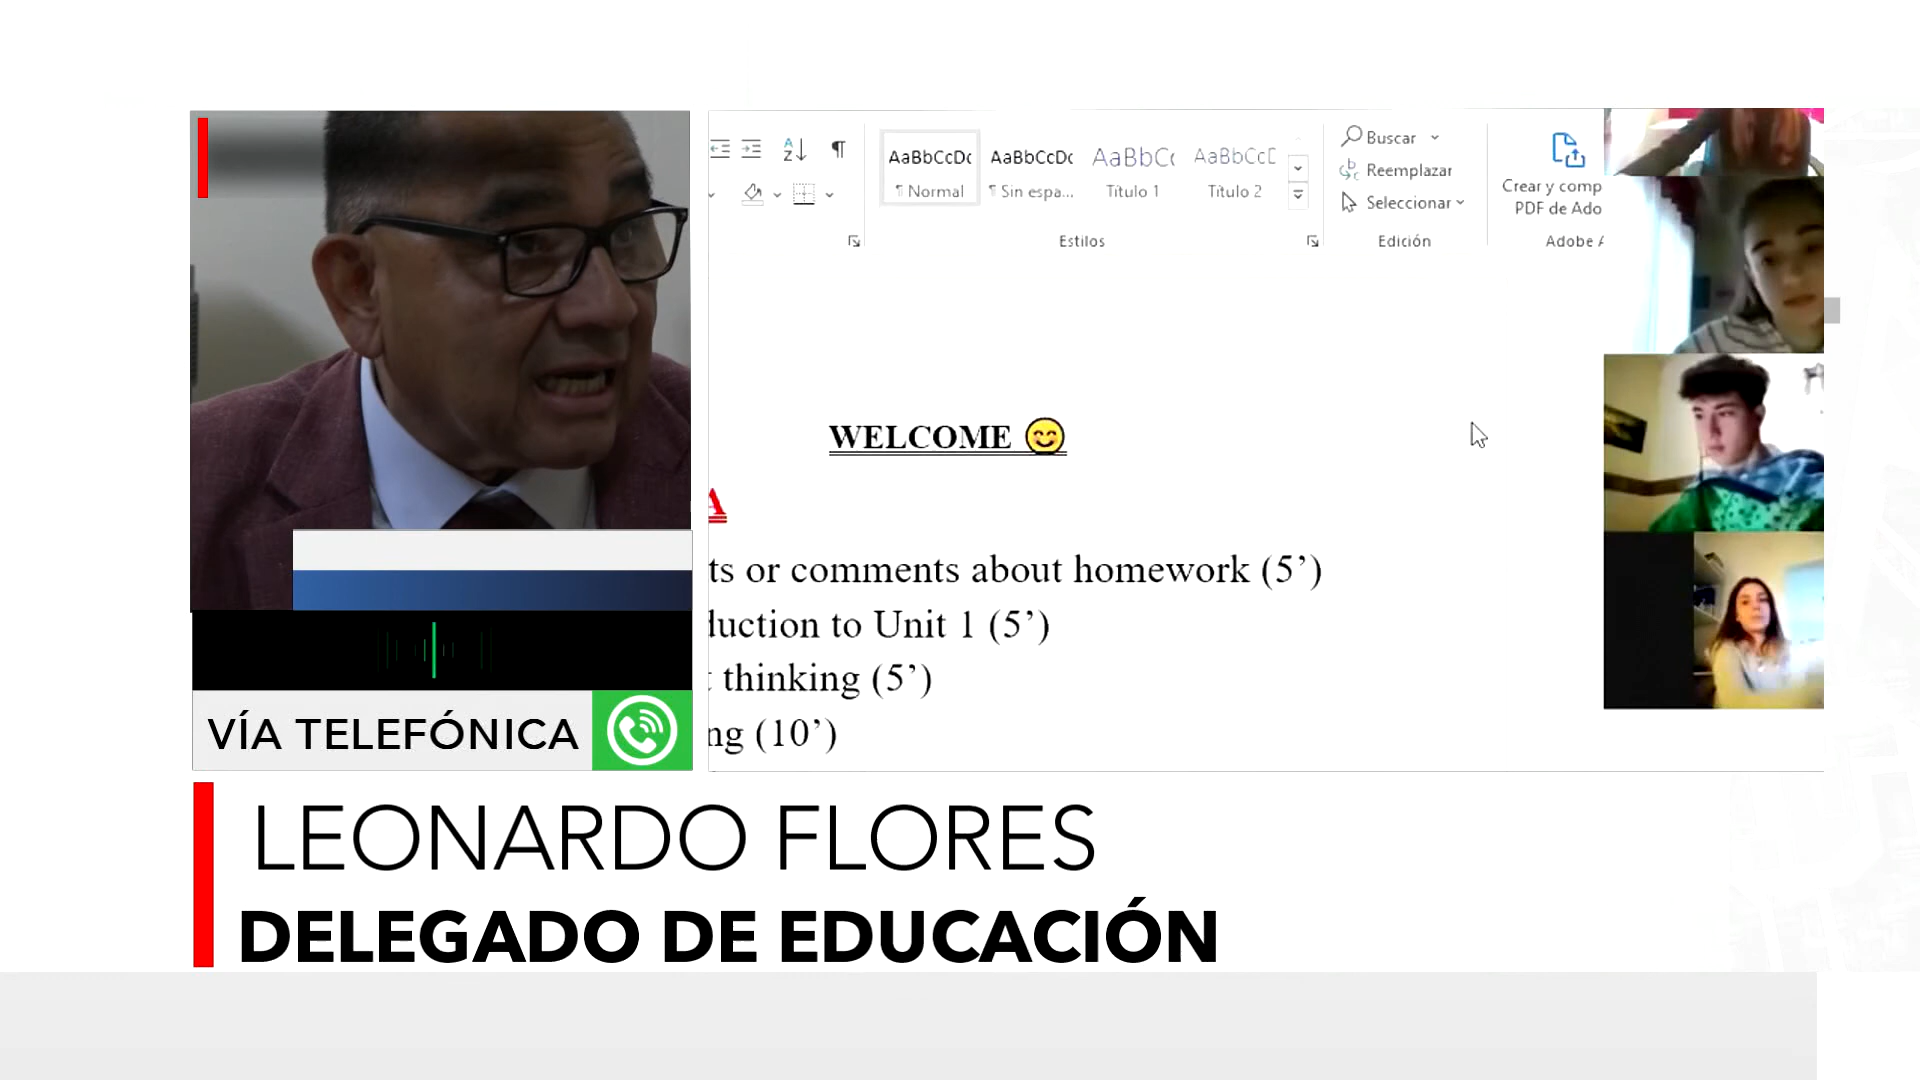 Buscar
AaBbCcDc AaBbCcDc AaBbCc AaBbCcD
Reemplazar
¶ Normal ¶ Sin espa... Título 1 Título 2
Seleccionar
Crear y comp
PDF de Ado
Estilos
Edición
Adobe A
WELCOME 😊
A
ts or comments about homework (5’)
duction to Unit 1 (5’)
t thinking (5’)
ng (10’)
VÍA TELEFÓNICA
LEONARDO FLORES
DELEGADO DE EDUCACIÓN